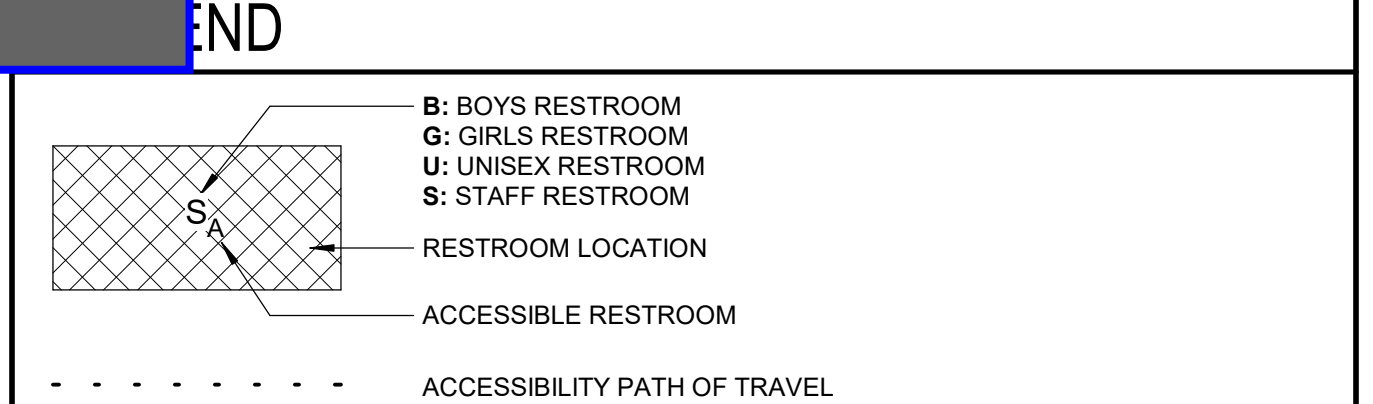 END
B: BOYS RESTROOM
G: GIRLS RESTROOM
U: UNISEX RESTROOM
S: STAFF RESTROOM
S
A
RESTROOM LOCATION
ACCESSIBLE RESTROOM
ACCESSIBILITY PATH OF TRAVEL